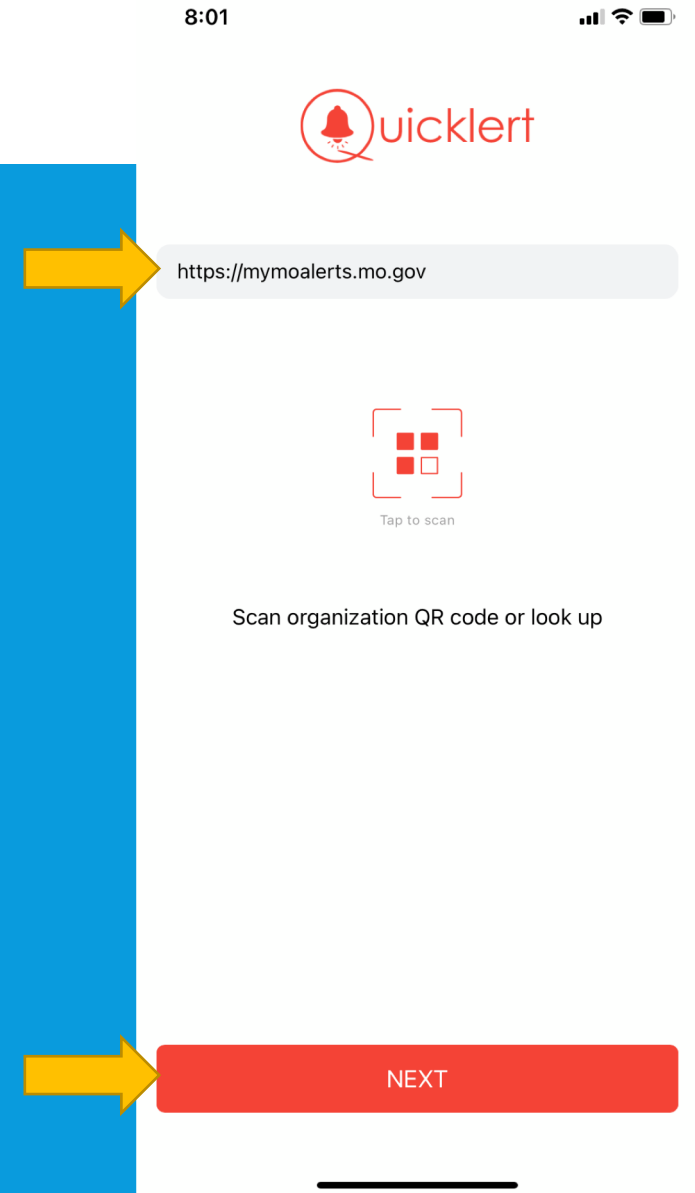 8:01
Quicklert
https://mymoalerts.mo.gov
Tap to scan
Scan organization QR code or look up
NEXT